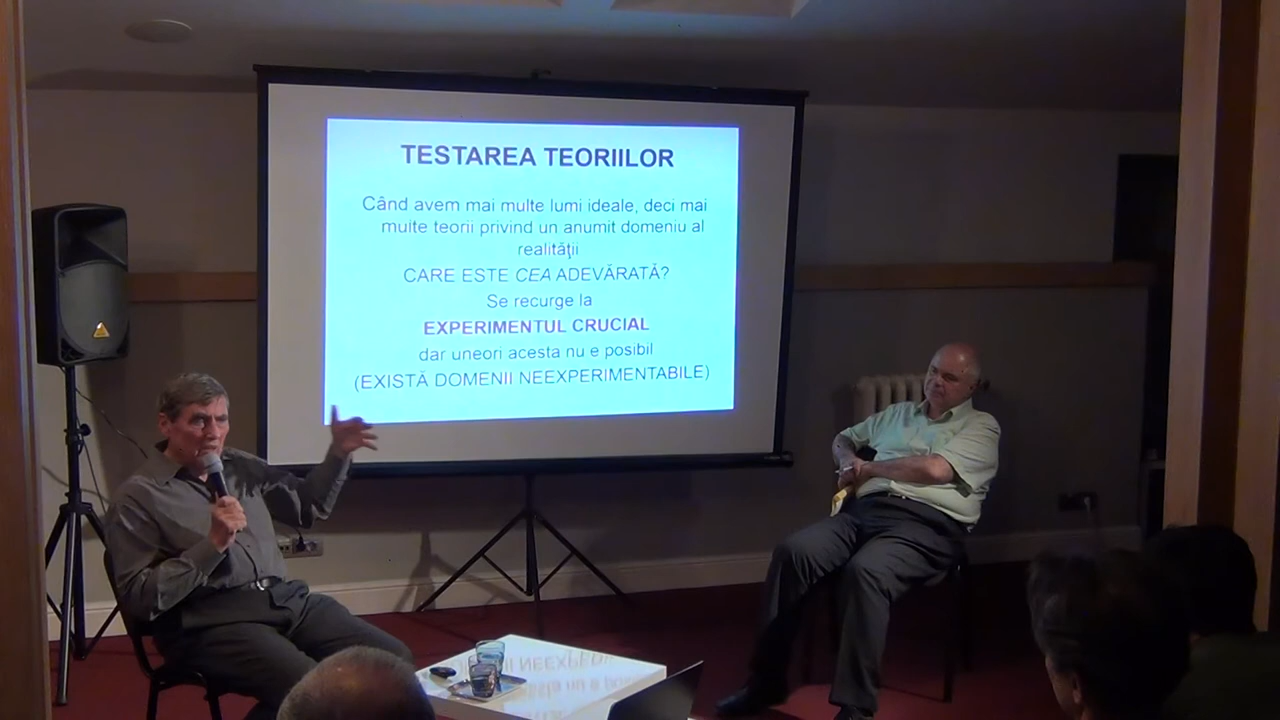 TESTAREA TEORIILOR
Când avem mai multe lumi ideale, deci mai
multe teorii privind un anumit domeniu al
realităţii
CARE ESTE CEA ADEVĂRATĂ?
Se recurge la
EXPERIMENTUL CRUCIAL
dar uneori acesta nu e posibil
(EXISTĂ DOMENII NEEXPERIMENTABILE)